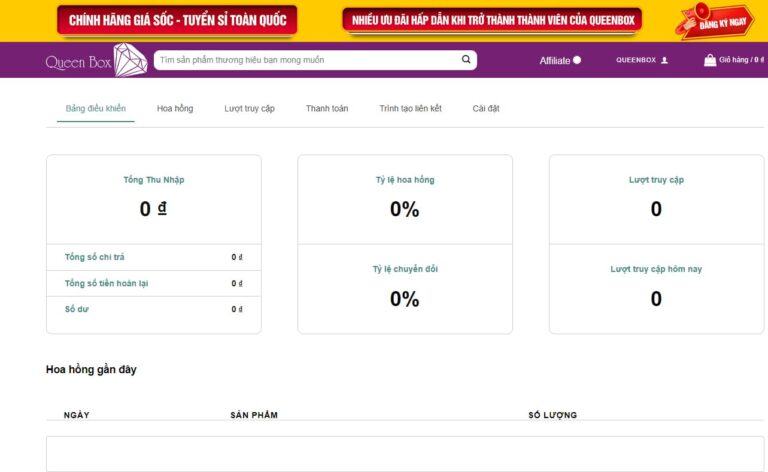 CHÍNH HÃNG GIÁ SỐC - TUYỂN SỈ TOÀN QUỐC
NHIỀU ƯU ĐÃI HẤP DẪN KHI TRỞ THÀNH THÀNH VIÊN CỦA QUEENBOX
ĐĂNG KÝ NGAY
Queen Box
Tìm sản phẩm thương hiệu bạn mong muốn
Affiliate
QUEENBOX
Giỏ hàng / 0 ₫
Bảng điều khiển
Hoa hồng
Lượt truy cập
Thanh toán
Trình tạo liên kết
Cài đặt
Tổng Thu Nhập
0 ₫
Tổng số chi trả 0 ₫
Tổng số tiền hoàn lại 0 ₫
Số dư 0 ₫
Tỷ lệ hoa hồng
0%
Tỷ lệ chuyển đổi
0%
Lượt truy cập
0
Lượt truy cập hôm nay
0
Hoa hồng gần đây
NGÀY SẢN PHẨM SỐ LƯỢNG